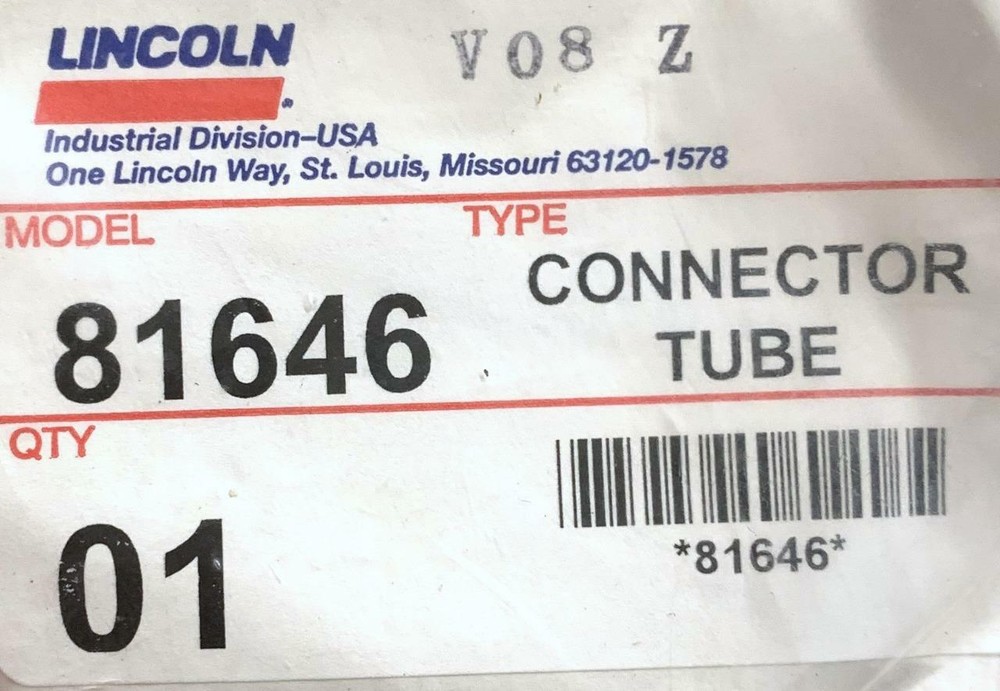 LINCOLN
V08 Z
Industrial Division-USA
One Lincoln Way, St. Louis, Missouri 63120-1578
MODEL
TYPE
81646
CONNECTOR
TUBE
QTY
01
*81646*